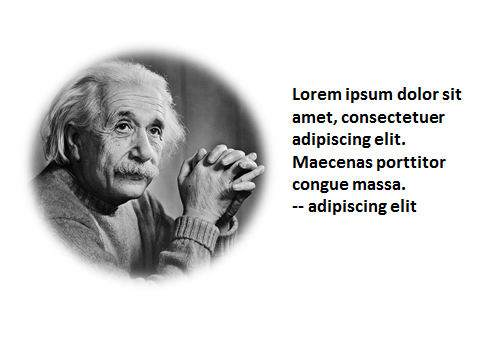 Lorem ipsum dolor sit
amet, consectetuer
adipiscing elit.
Maecenas porttitor
congue massa.
-- adipiscing elit